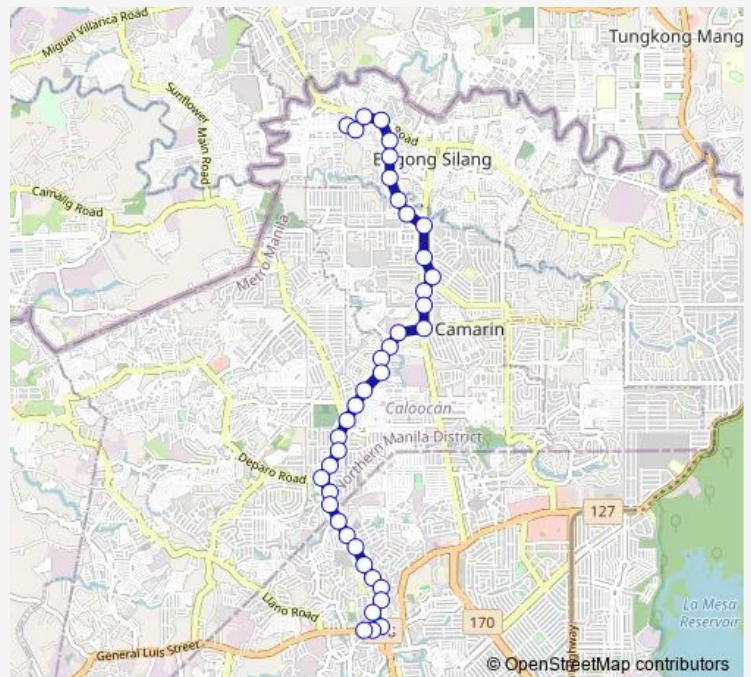 Miguel Villarica Road
Tungkong Mang
Sunflower Main Road
Road
Bagong Silang
Camalig Road
Metro Manila
Camarin
Caloocan
Northern Manila District
Deparo Road
127
Llano Road
170
La Mesa
Reservoir
General Luis Street
© OpenStreetMap contributors